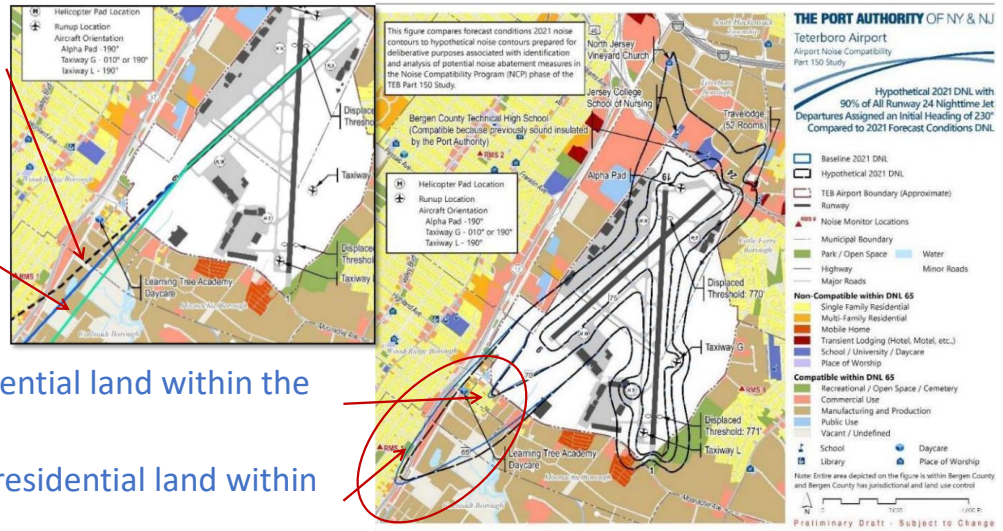 Helicopter Pad Location
Runup Location
Aircraft Orientation
Alpha Pad -190°
Taxiway G - 010° or 190°
Taxiway L - 190°
Displaced
Taxiway
Learning Tree Academy
Daycare
ential land within the
residential land within
This figure compares forecast conditions 2021 noise
contours to hypothetical noise contours prepared for
deliberative purposes associated with identification
and analysis of potential noise abatement measures in
the Noise Compatibility Program (NCP) phase of the
TEB Part 150 Study.
North Jersey
Vineyard Church
Jersey College
School of Nursing
Travelodge
(52 Rooms)
Bergen County Technical High School
(Compatible because previously sound insulated
by the Port Authority)
RMS 2
Alpha Pad
H Helicopter Pad Location
Runup Location
Aircraft Orientation
Alpha Pad -190°
Taxiway G - 010° or 190°
Taxiway L - 190°
19
24
75
70
65
6
1
Displaced
Threshold: 770'
Taxiway G
Displaced
Threshold: 771'
Taxiway L
Learning Tree Academy
Daycare
THE PORT AUTHORITY OF NY & NJ
Teterboro Airport
Airport Noise Compatibility
Part 150 Study
Hypothetical 2021 DNL with
90% of All Runway 24 Nighttime Jet
Departures Assigned an Initial Heading of 230°
Compared to 2021 Forecast Conditions DNL
Baseline 2021 DNL
Hypothetical 2021 DNL
TEB Airport Boundary (Approximate)
Runway
Noise Monitor Locations
Municipal Boundary
Park / Open Space Water
Highway Minor Roads
Major Roads
Non-Compatible within DNL 65
Single Family Residential
Multi-Family Residential
Mobile Home
Transient Lodging (Hotel, Motel, etc.,)
School / University / Daycare
Place of Worship
Compatible within DNL 65
Recreational / Open Space / Cemetery
Commercial Use
Manufacturing and Production
Public Use
Vacant / Undefined
School Daycare
Library Place of Worship
Note: Entire area depicted on the figure is within Bergen County
and Bergen County has jurisdictional and land use control
N
Preliminary Draft - Subject to Change